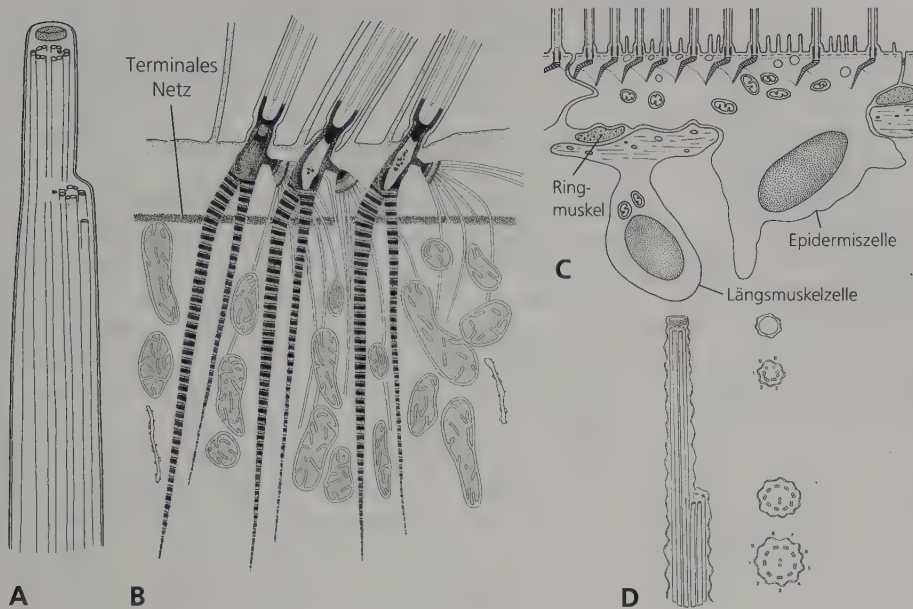 Terminales
Netz
Ring-
muskel
Epidermiszelle
Längsmuskelzelle
A
B
C
D